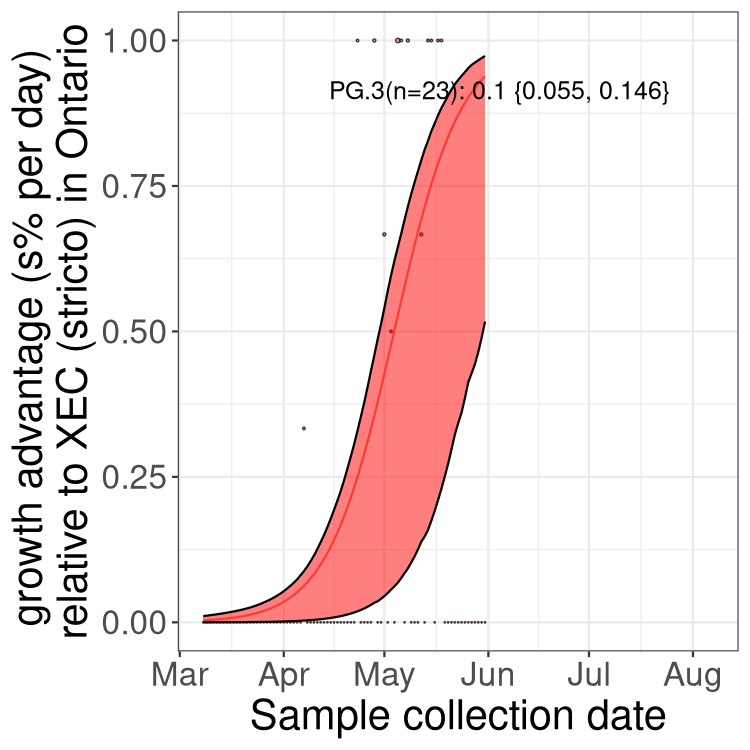 growth advantage (s% per day)
relative to XEC (stricto) in Ontario
1.00
0.75
0.50
0.25
0.00
PG.3(n=23): 0.1 {0.055, 0.146}
Mar Apr May Jun Jul Aug
Sample collection date